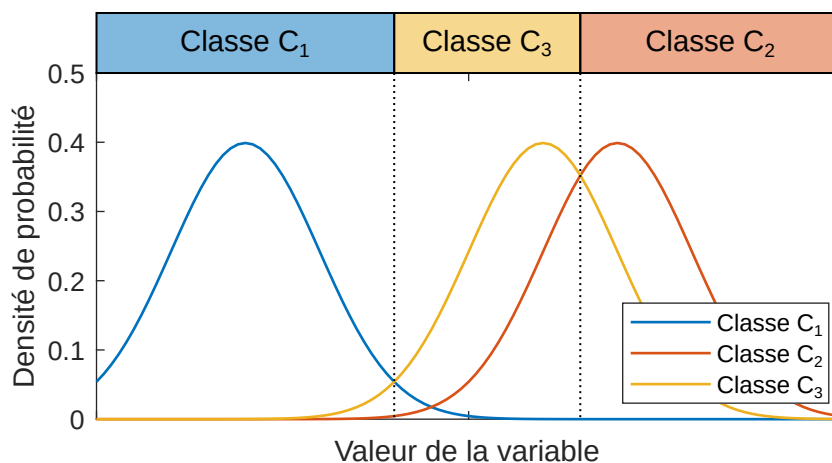 Classe C₁
Classe C₃
Classe C₂
0.5
0.4
0.3
0.2
0.1
0
Densité de probabilité
Valeur de la variable
Classe C₁
Classe C₂
Classe C₃